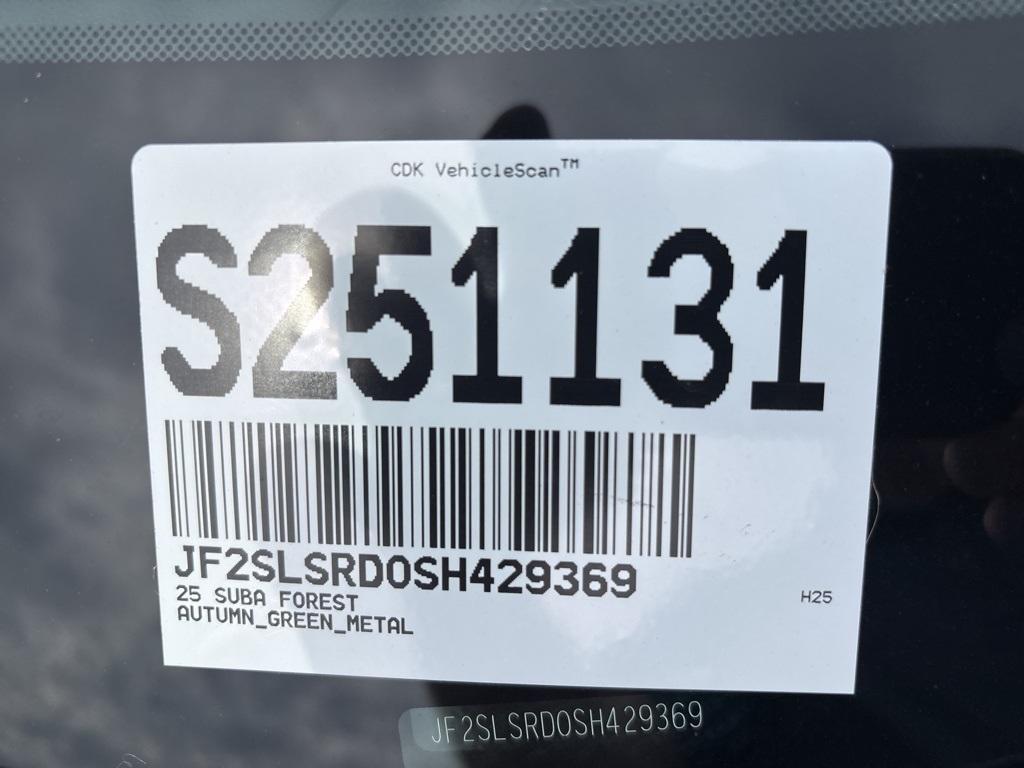 CDK VehicleScan™
S251131
JF2SLSRD0SH429369
25 SUBA FOREST
AUTUMN_GREEN_METAL
H25
JF2SLSRD0SH429369